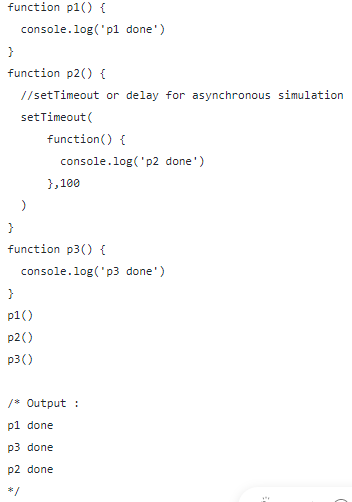 function p1() {
  console.log('p1 done')
}
function p2() {
  //setTimeout or delay for asynchronous simulation
  setTimeout(
      function() {
        console.log('p2 done')
      },100
  )
}
function p3() {
  console.log('p3 done')
}
p1()
p2()
p3()

/* Output :
p1 done
p3 done
p2 done
*/